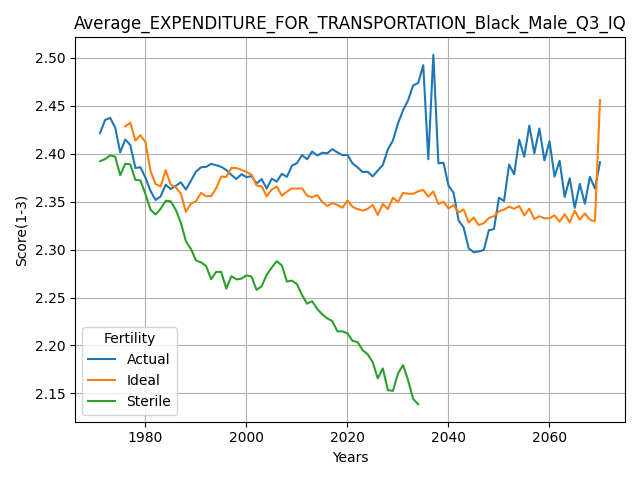 Average_EXPENDITURE_FOR_TRANSPORTATION_Black_Male_Q3_IQ
Score(1-3)
2.50
2.45
2.40
2.35
2.30
2.25
2.20
2.15
Fertility
Actual
Ideal
Sterile
1980
2000
2020
2040
2060
Years